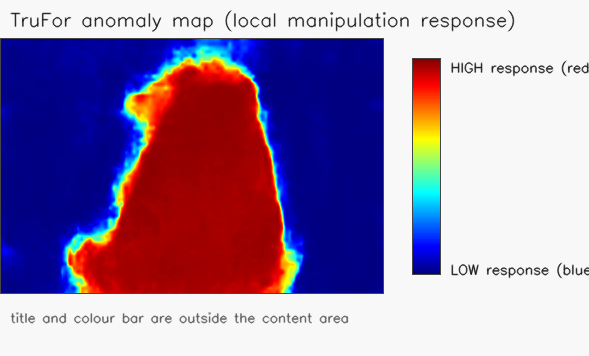 TruFor anomaly map (local manipulation response)
HIGH response (red
LOW response (blue
title and colour bar are outside the content area